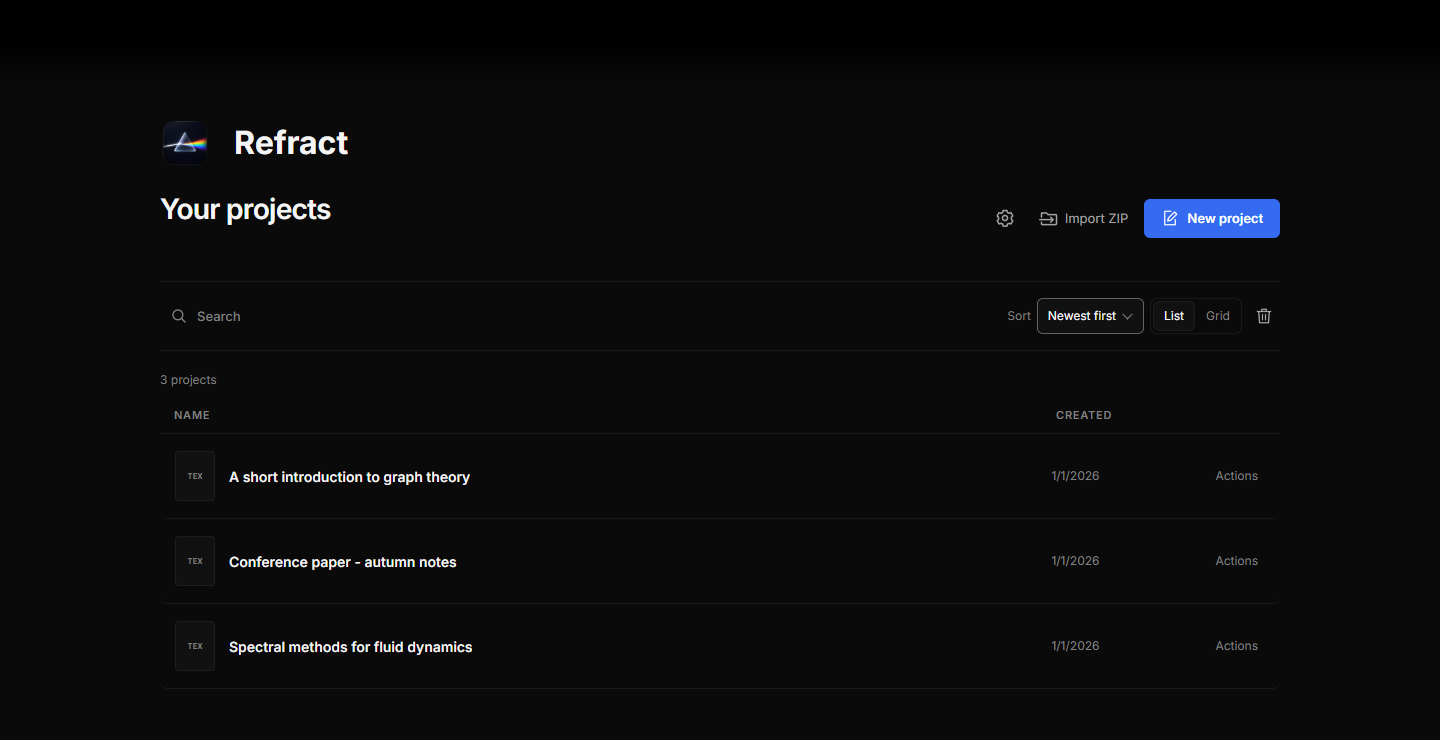 Refract
Your projects
Import ZIP
New project
Search
Sort
Newest first
List
Grid
3 projects
NAME
CREATED
TEX
A short introduction to graph theory
1/1/2026
Actions
TEX
Conference paper - autumn notes
1/1/2026
Actions
TEX
Spectral methods for fluid dynamics
1/1/2026
Actions